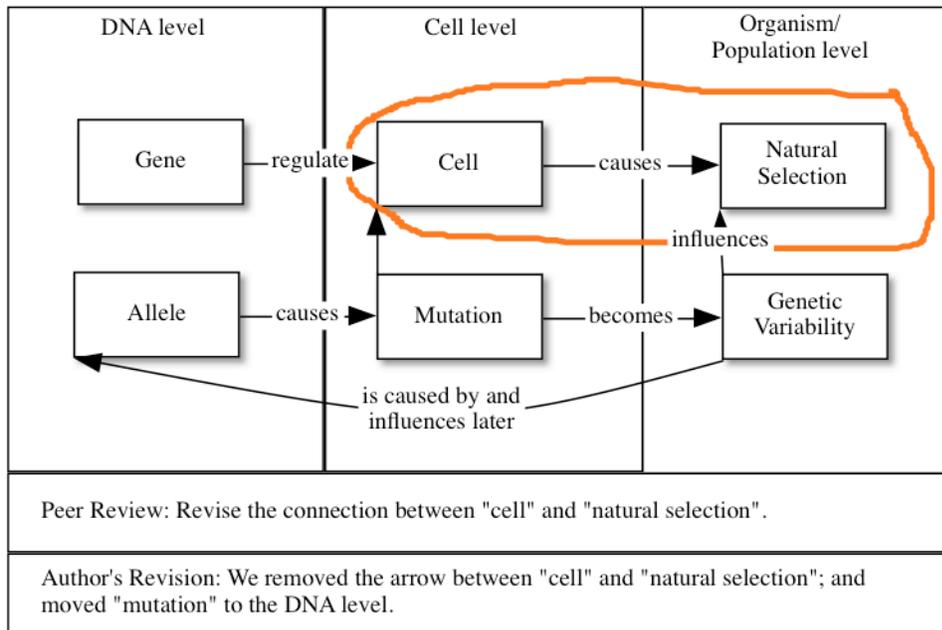 DNA level
Cell level
Organism/
Population level
Gene
regulate
Cell
causes
Natural
Selection
influences
Allele
causes
Mutation
becomes
Genetic
Variability
is caused by and
influences later
Peer Review: Revise the connection between "cell" and "natural selection".
Author's Revision: We removed the arrow between "cell" and "natural selection"; and
moved "mutation" to the DNA level.